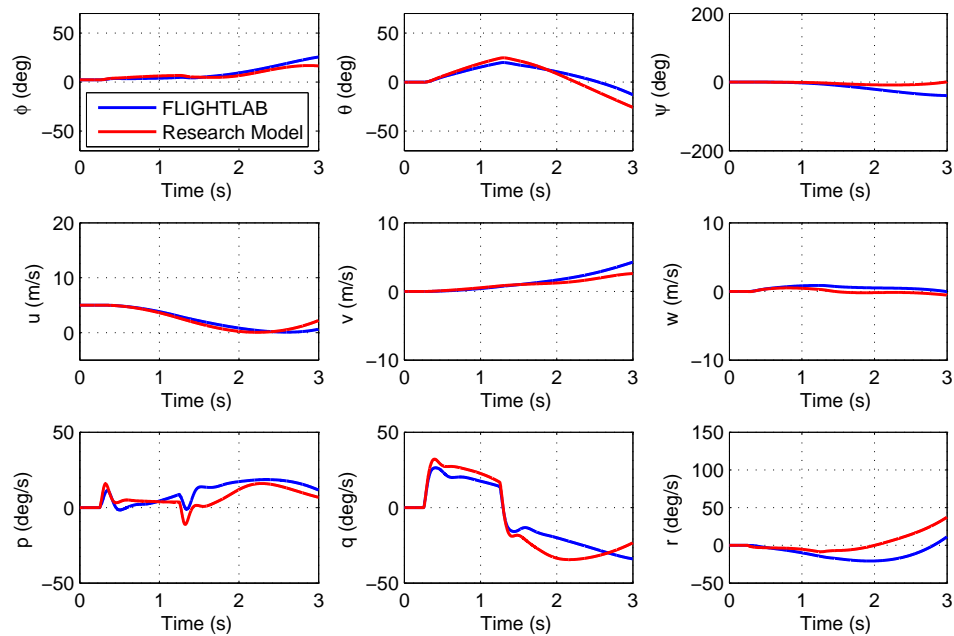 50
0
−50
ϕ (deg)
FLIGHTLAB
Research Model
0 1 2 3
Time (s)
50
0
−50
θ (deg)
0 1 2 3
Time (s)
200
0
−200
ψ (deg)
0 1 2 3
Time (s)
20
10
0
u (m/s)
0 1 2 3
Time (s)
10
0
−10
v (m/s)
0 1 2 3
Time (s)
10
0
−10
w (m/s)
0 1 2 3
Time (s)
50
0
−50
p (deg/s)
0 1 2 3
Time (s)
50
0
−50
q (deg/s)
0 1 2 3
Time (s)
150
100
50
0
−50
r (deg/s)
0 1 2 3
Time (s)